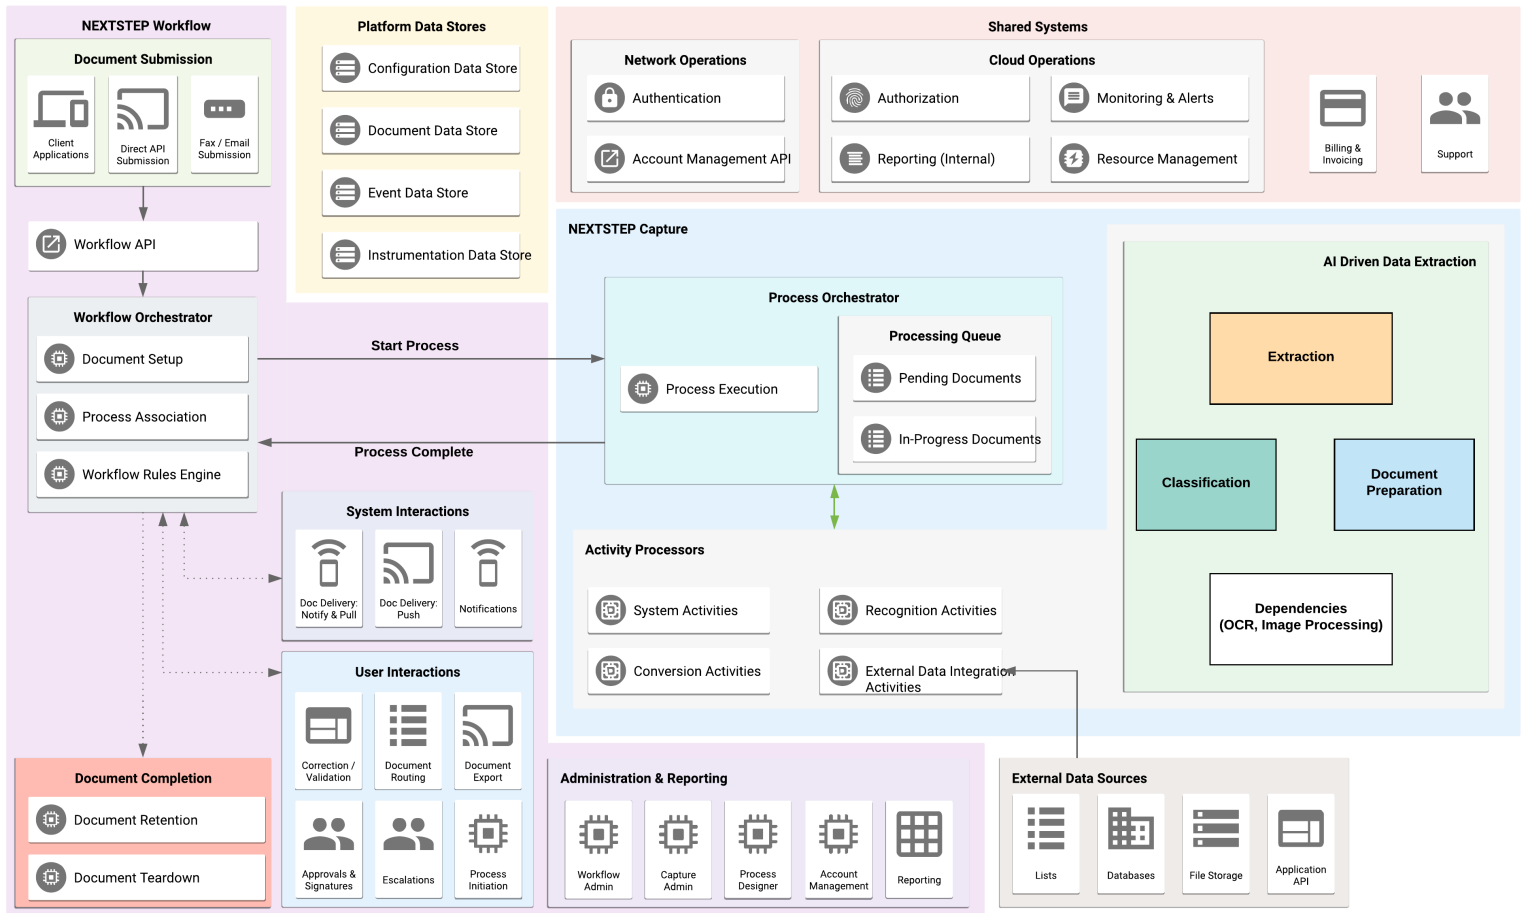 NEXTSTEP Workflow
Document Submission
Client
Applications
Direct API
Submission
Fax / Email
Submission
Workflow API
Workflow Orchestrator
Document Setup
Process Association
Workflow Rules Engine
Start Process
Process Complete
Platform Data Stores
Configuration Data Store
Document Data Store
Event Data Store
Instrumentation Data Store
Shared Systems
Network Operations
Authentication
Account Management API
Cloud Operations
Authorization
Monitoring & Alerts
Reporting (Internal)
Resource Management
Billing &
Invoicing
Support
NEXTSTEP Capture
Process Orchestrator
Process Execution
Processing Queue
Pending Documents
In-Progress Documents
AI Driven Data Extraction
Extraction
Classification
Document
Preparation
Dependencies
(OCR, Image Processing)
Activity Processors
System Activities
Recognition Activities
Conversion Activities
External Data Integration
Activities
System Interactions
Doc Delivery:
Notify & Pull
Doc Delivery:
Push
Notifications
User Interactions
Correction /
Validation
Document
Routing
Document
Export
Approvals &
Signatures
Escalations
Process
Initiation
Document Completion
Document Retention
Document Teardown
Administration & Reporting
Workflow
Admin
Capture
Admin
Process
Designer
Account
Management
Reporting
External Data Sources
Lists
Databases
File Storage
Application
API